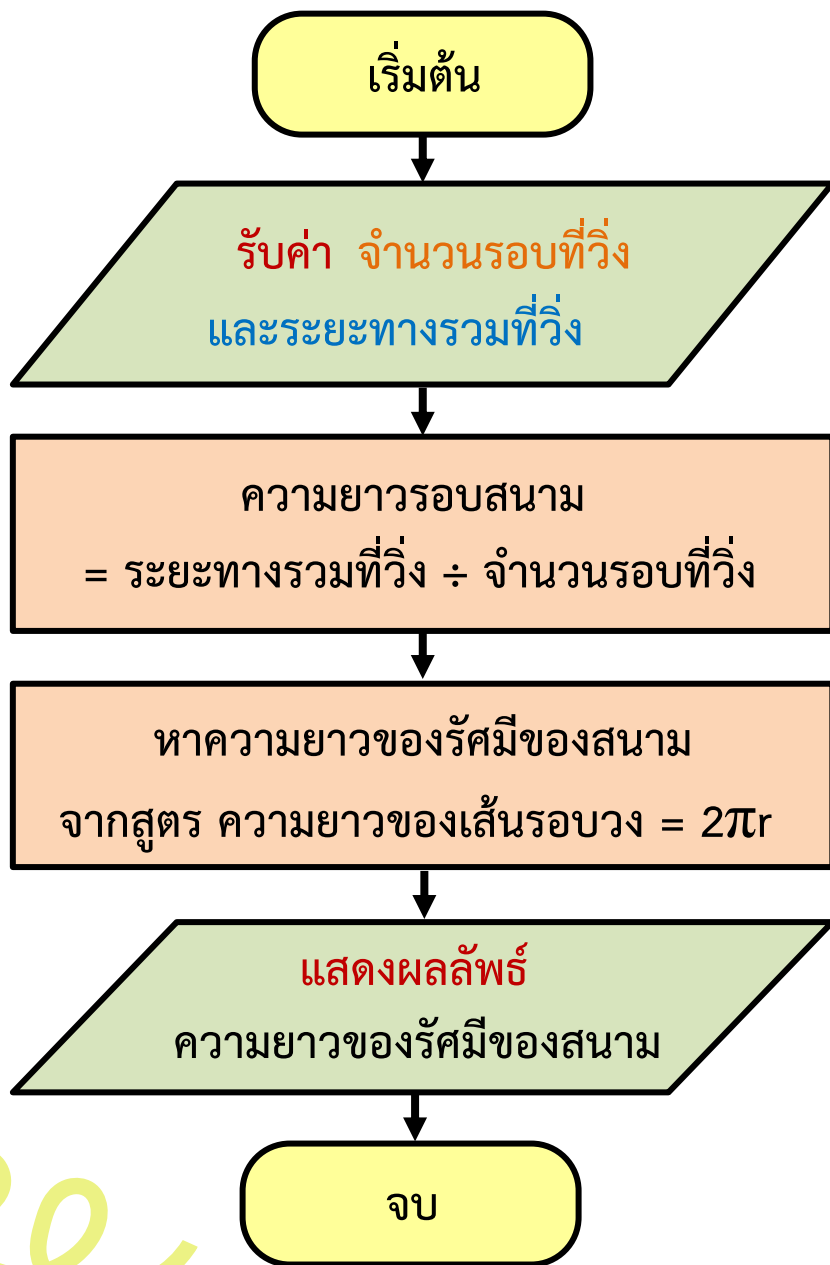 เริ่มต้น
รับค่า จำนวนรอบที่วิ่ง
และระยะทางรวมที่วิ่ง
ความยาวรอบสนาม
= ระยะทางรวมที่วิ่ง ÷ จำนวนรอบที่วิ่ง
หาความยาวของรัศมีของสนาม
จากสูตร ความยาวของเส้นรอบวง = 2πr
แสดงผลลัพธ์
ความยาวของรัศมีของสนาม
จบ